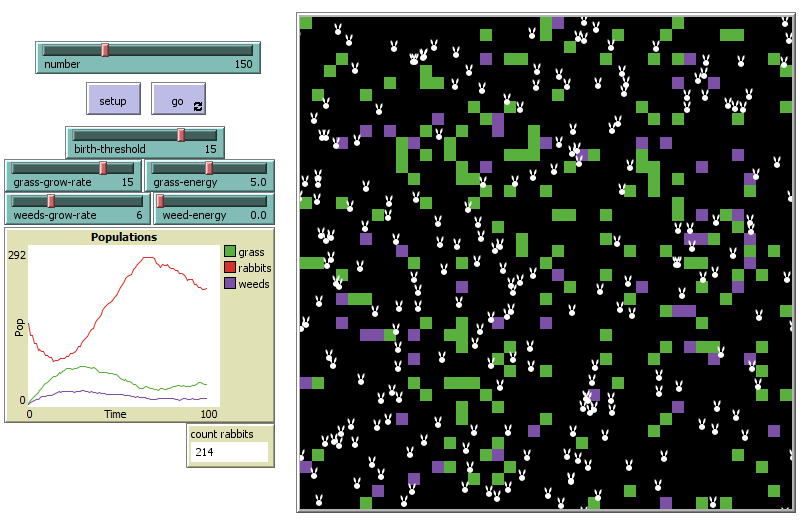 number 150
setup go
birth-threshold 15
grass-grow-rate 15 grass-energy 5.0
weeds-grow-rate 6 weed-energy 0.0
Populations
292
grass
rabbits
weeds
Pop
0
0 Time 100
count rabbits
214